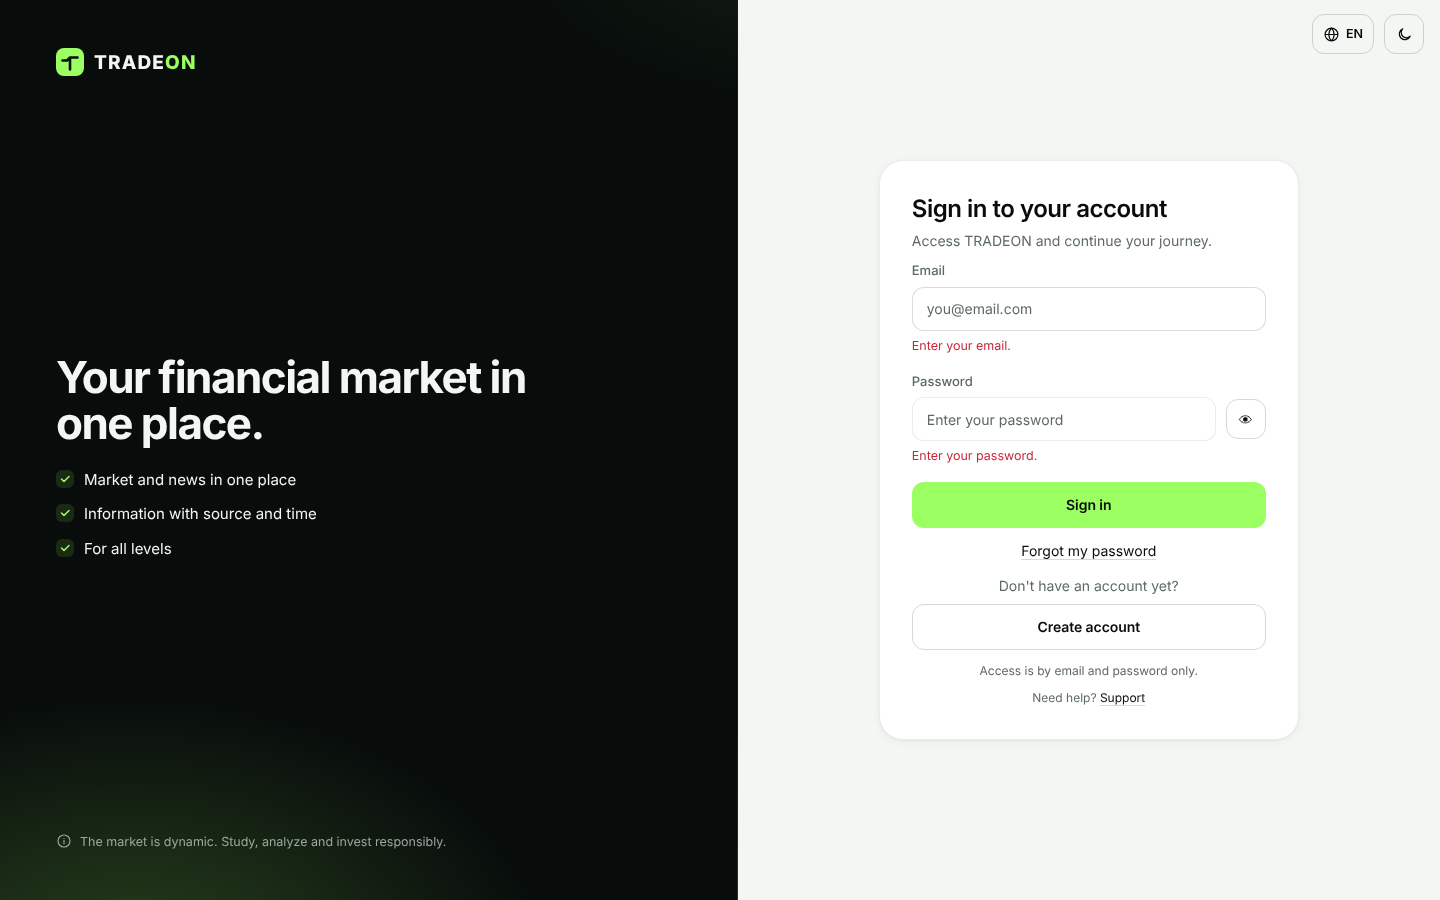 TRADEON
Your financial market in
one place.
Market and news in one place
Information with source and time
For all levels
The market is dynamic. Study, analyze and invest responsibly.
EN
Sign in to your account
Access TRADEON and continue your journey.
Email
you@email.com
Enter your email.
Password
Enter your password
Enter your password.
Sign in
Forgot my password
Don't have an account yet?
Create account
Access is by email and password only.
Need help? Support